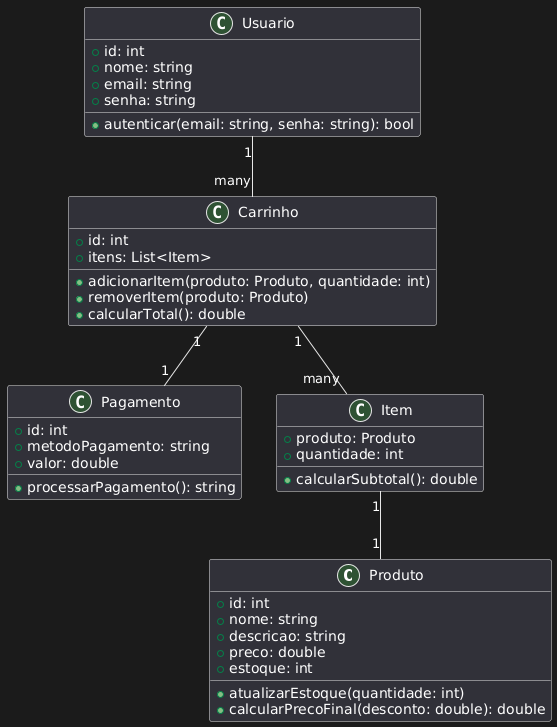 C Usuario
id: int
nome: string
email: string
senha: string
autenticar(email: string, senha: string): bool
1
many
C Carrinho
id: int
itens: List<Item>
adicionarItem(produto: Produto, quantidade: int)
removerItem(produto: Produto)
calcularTotal(): double
1
1
1
many
C Pagamento
id: int
metodoPagamento: string
valor: double
processarPagamento(): string
C Item
produto: Produto
quantidade: int
calcularSubtotal(): double
1
1
C Produto
id: int
nome: string
descricao: string
preco: double
estoque: int
atualizarEstoque(quantidade: int)
calcularPrecoFinal(desconto: double): double